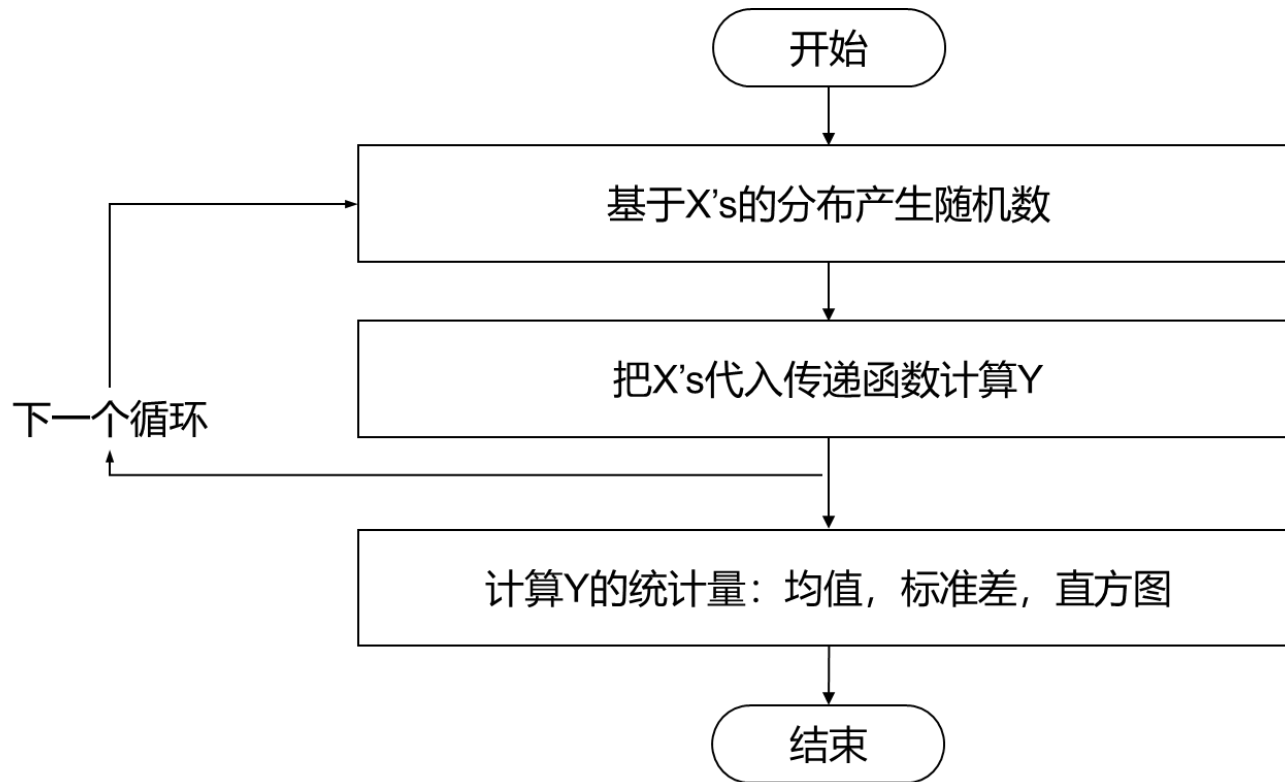 开始
基于X's的分布产生随机数
把X's代入传递函数计算Y
下一个循环
计算Y的统计量：均值，标准差，直方图
结束